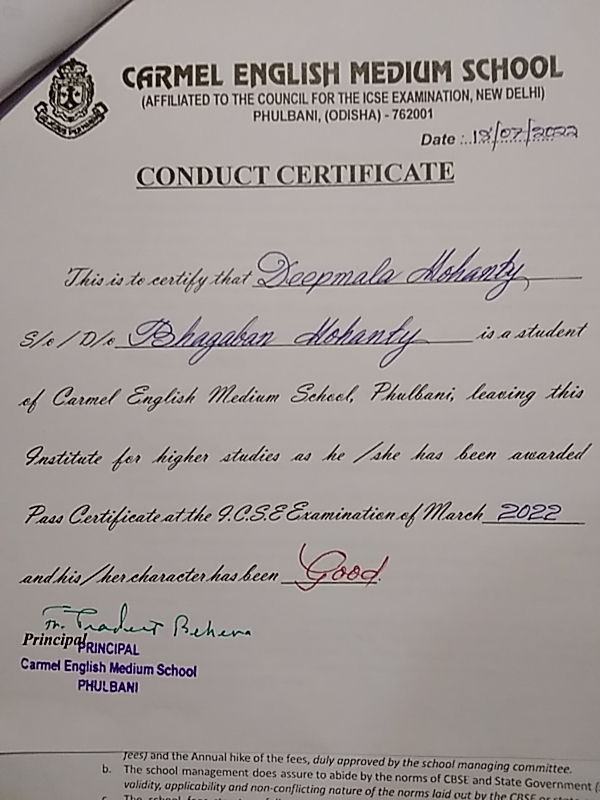 CARMEL ENGLISH MEDIUM SCHOOL
(AFFILIATED TO THE COUNCIL FOR THE ICSE EXAMINATION, NEW DELHI)
PHULBANI, (ODISHA) - 762001
Date :..18/07/2022
CONDUCT CERTIFICATE
This is to certify that Deepmala Mohanty
S/o / D/o Bhagaban Mohanty is a student
of Carmel English Medium School, Phulbani, leaving this
Institute for higher studies as he / she has been awarded
Pass Certificate at the I.C.S.E Examination of March 2022
and his / her character has been Good.
Behera
Principal
PRINCIPAL
Carmel English Medium School
PHULBANI
fees) and the Annual hike of the fees, duly approved by the school managing committee.
b. The school management does assure to abide by the norms of CBSE and State Government (
validity, applicability and non-conflicting nature of the norms laid out by the CBSE or